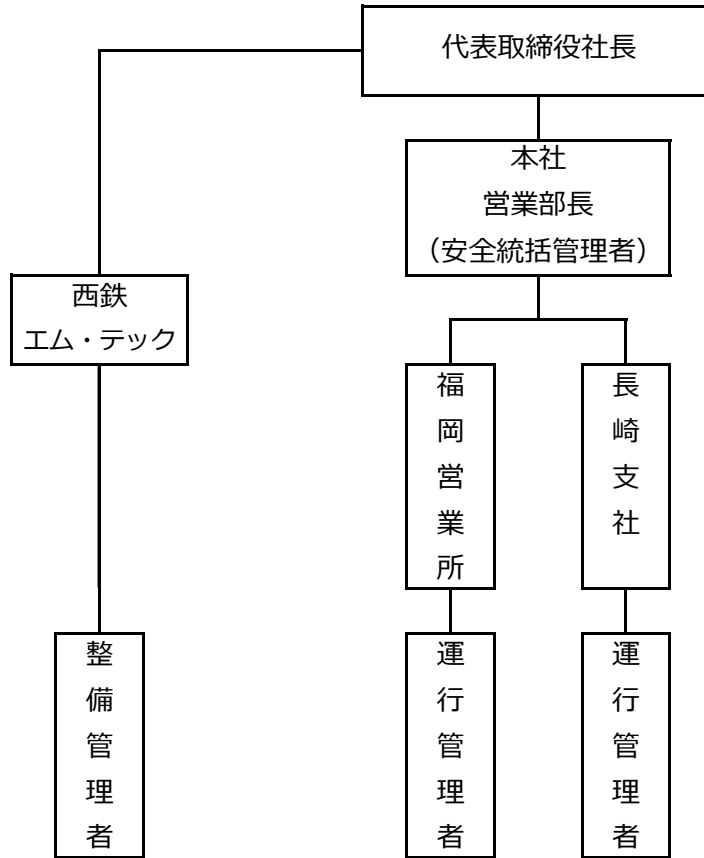 代表取締役社長
本社
営業部長
（安全統括管理者）
西鉄
エム・テック
福岡営業所
長崎支社
整備管理者
運行管理者
運行管理者